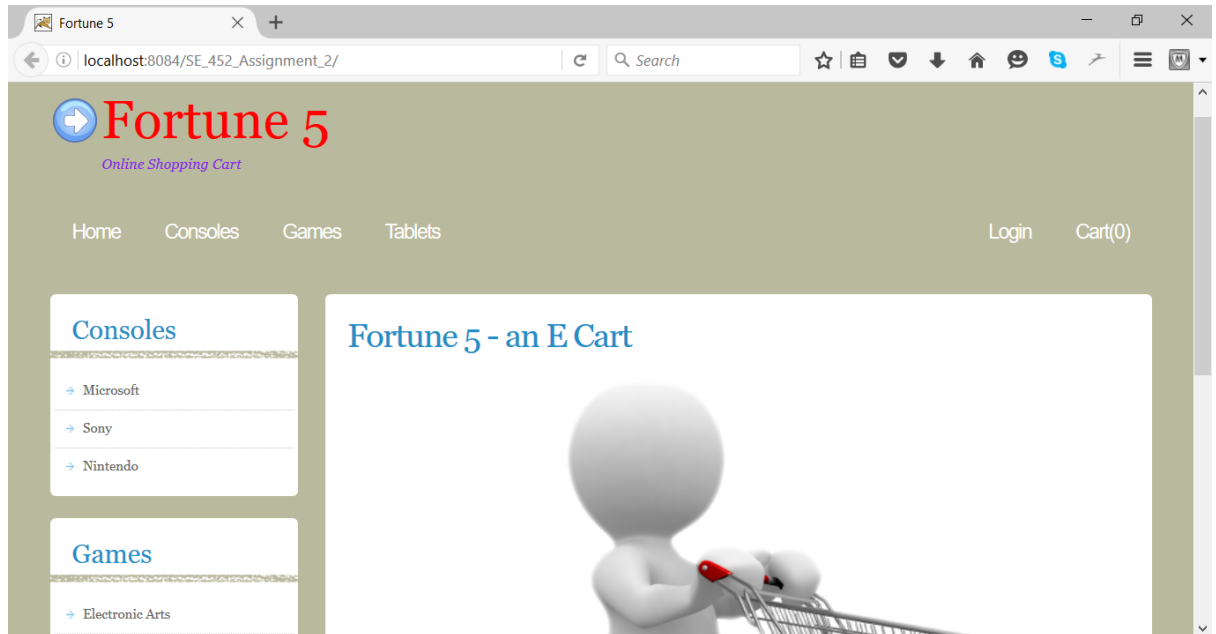 Fortune 5
localhost:8084/SE_452_Assignment_2/
Search
Fortune 5
Online Shopping Cart
Home Consoles Games Tablets Login Cart(0)
Consoles
Microsoft
Sony
Nintendo
Games
Electronic Arts
Fortune 5 - an E Cart